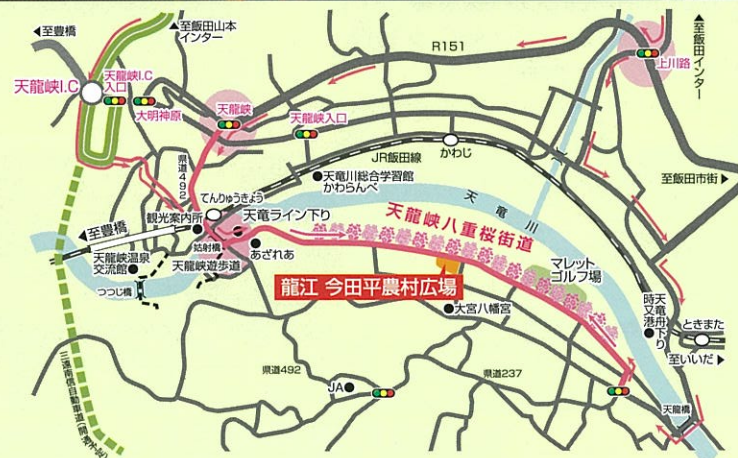 ◀至豊橋
▲至飯田山本
インター
R151
▲至飯田インター
天龍峡I.C
天龍峡I.C
入口
大明神原
天龍峡
天龍峡入口
上川路
県道492
JR飯田線
かわじ
至飯田市街▶
天竜川総合学習館
かわらんべ
てんりゅうきょう
天竜川
◀至豊橋
観光案内所
天竜ライン下り
天龍峡八重桜街道
姑射橋
あざれあ
天龍峡温泉
交流館
天龍峡遊歩道
マレット
ゴルフ場
つつじ橋
龍江 今田平農村広場
大宮八幡宮
天竜舟下り
時又港
ときまた
至いいだ▶
県道492
県道237
JA
天龍橋
三遠南信自動車道